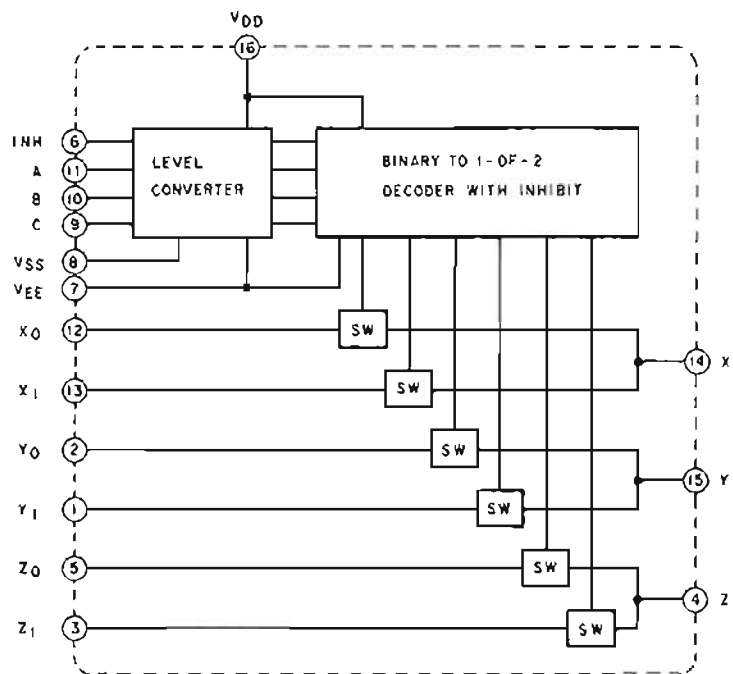 VDD
16
INH 6
A 11
B 10
C 9
VSS 8
VEE 7
LEVEL
CONVERTER
BINARY TO 1-OF-2
DECODER WITH INHIBIT
X0 12
SW
14 X
X1 13
SW
Y0 2
SW
15 Y
Y1 1
SW
Z0 5
SW
4 Z
Z1 3
SW